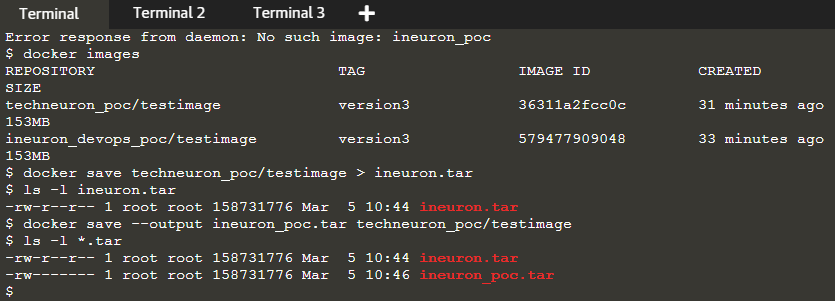 Terminal Terminal 2 Terminal 3 +
Error response from daemon: No such image: ineuron_poc
$ docker images
REPOSITORY TAG IMAGE ID CREATED
SIZE
techneuron_poc/testimage version3 36311a2fcc0c 31 minutes ago
153MB
ineuron_devops_poc/testimage version3 579477909048 33 minutes ago
153MB
$ docker save techneuron_poc/testimage > ineuron.tar
$ ls -l ineuron.tar
-rw-r--r-- 1 root root 158731776 Mar 5 10:44 ineuron.tar
$ docker save --output ineuron_poc.tar techneuron_poc/testimage
$ ls -l *.tar
-rw-r--r-- 1 root root 158731776 Mar 5 10:44 ineuron.tar
-rw------- 1 root root 158731776 Mar 5 10:46 ineuron_poc.tar
$